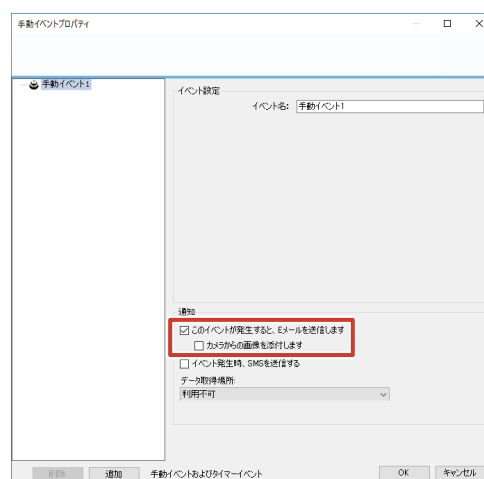 手動イベントプロパティ
手動イベント1
イベント設定
イベント名: 手動イベント1
通知
このイベントが発生すると、Eメールを送信します
カメラからの画像を添付します
イベント発生時、SMSを送信する
データ取得場所:
利用不可
削除 追加 手動イベントおよびタイマーイベント OK キャンセル